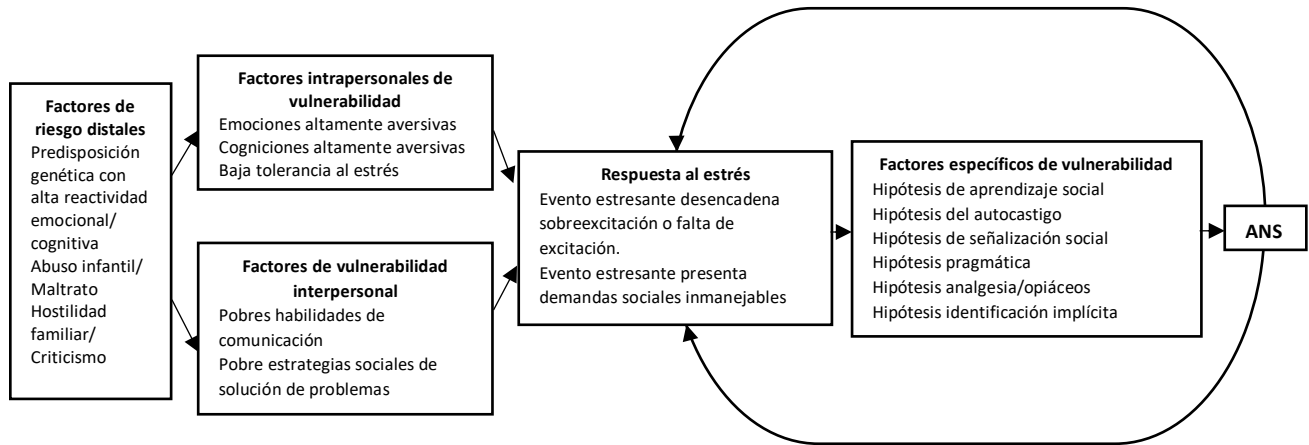 Factores de
riesgo distales
Predisposición
genética con
alta reactividad
emocional/
cognitiva
Abuso infantil/
Maltrato
Hostilidad
familiar/
Criticismo
Factores intrapersonales de
vulnerabilidad
Emociones altamente aversivas
Cogniciones altamente aversivas
Baja tolerancia al estrés
Factores de vulnerabilidad
interpersonal
Pobres habilidades de
comunicación
Pobre estrategias sociales de
solución de problemas
Respuesta al estrés
Evento estresante desencadena
sobreexcitación o falta de
excitación.
Evento estresante presenta
demandas sociales inmanejables
Factores específicos de vulnerabilidad
Hipótesis de aprendizaje social
Hipótesis del autocastigo
Hipótesis de señalización social
Hipótesis pragmática
Hipótesis analgesia/opiáceos
Hipótesis identificación implícita
ANS